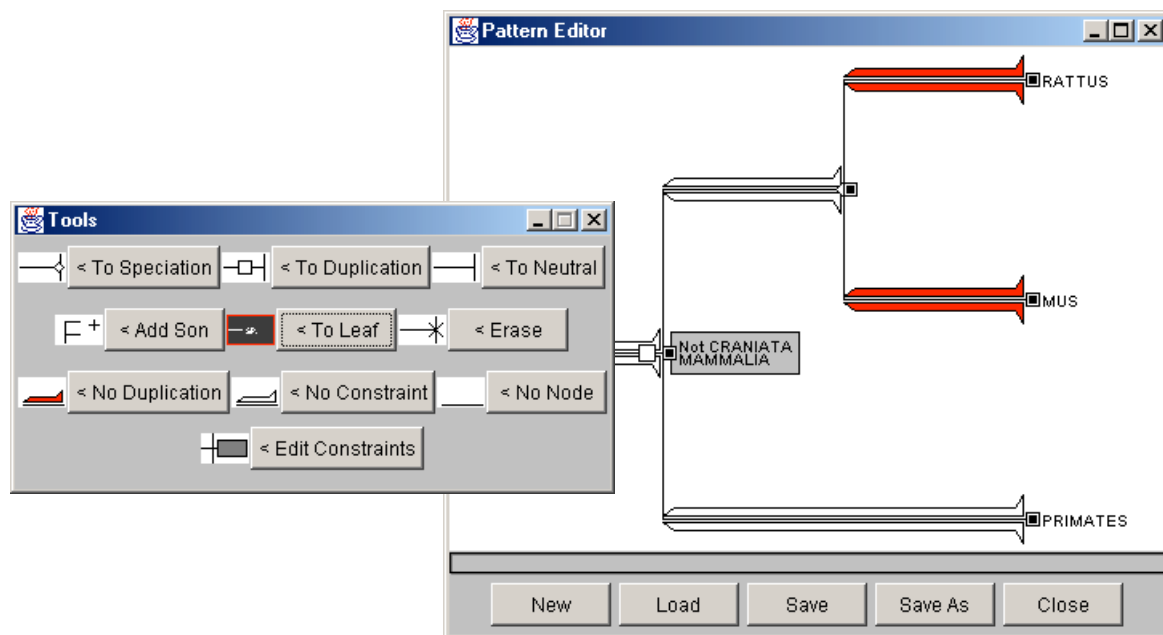 Pattern Editor
RATTUS
Tools
< To Speciation
< To Duplication
< To Neutral
< Add Son
< To Leaf
< Erase
MUS
Not CRANIATA
MAMMALIA
< No Duplication
< No Constraint
< No Node
< Edit Constraints
PRIMATES
New
Load
Save
Save As
Close